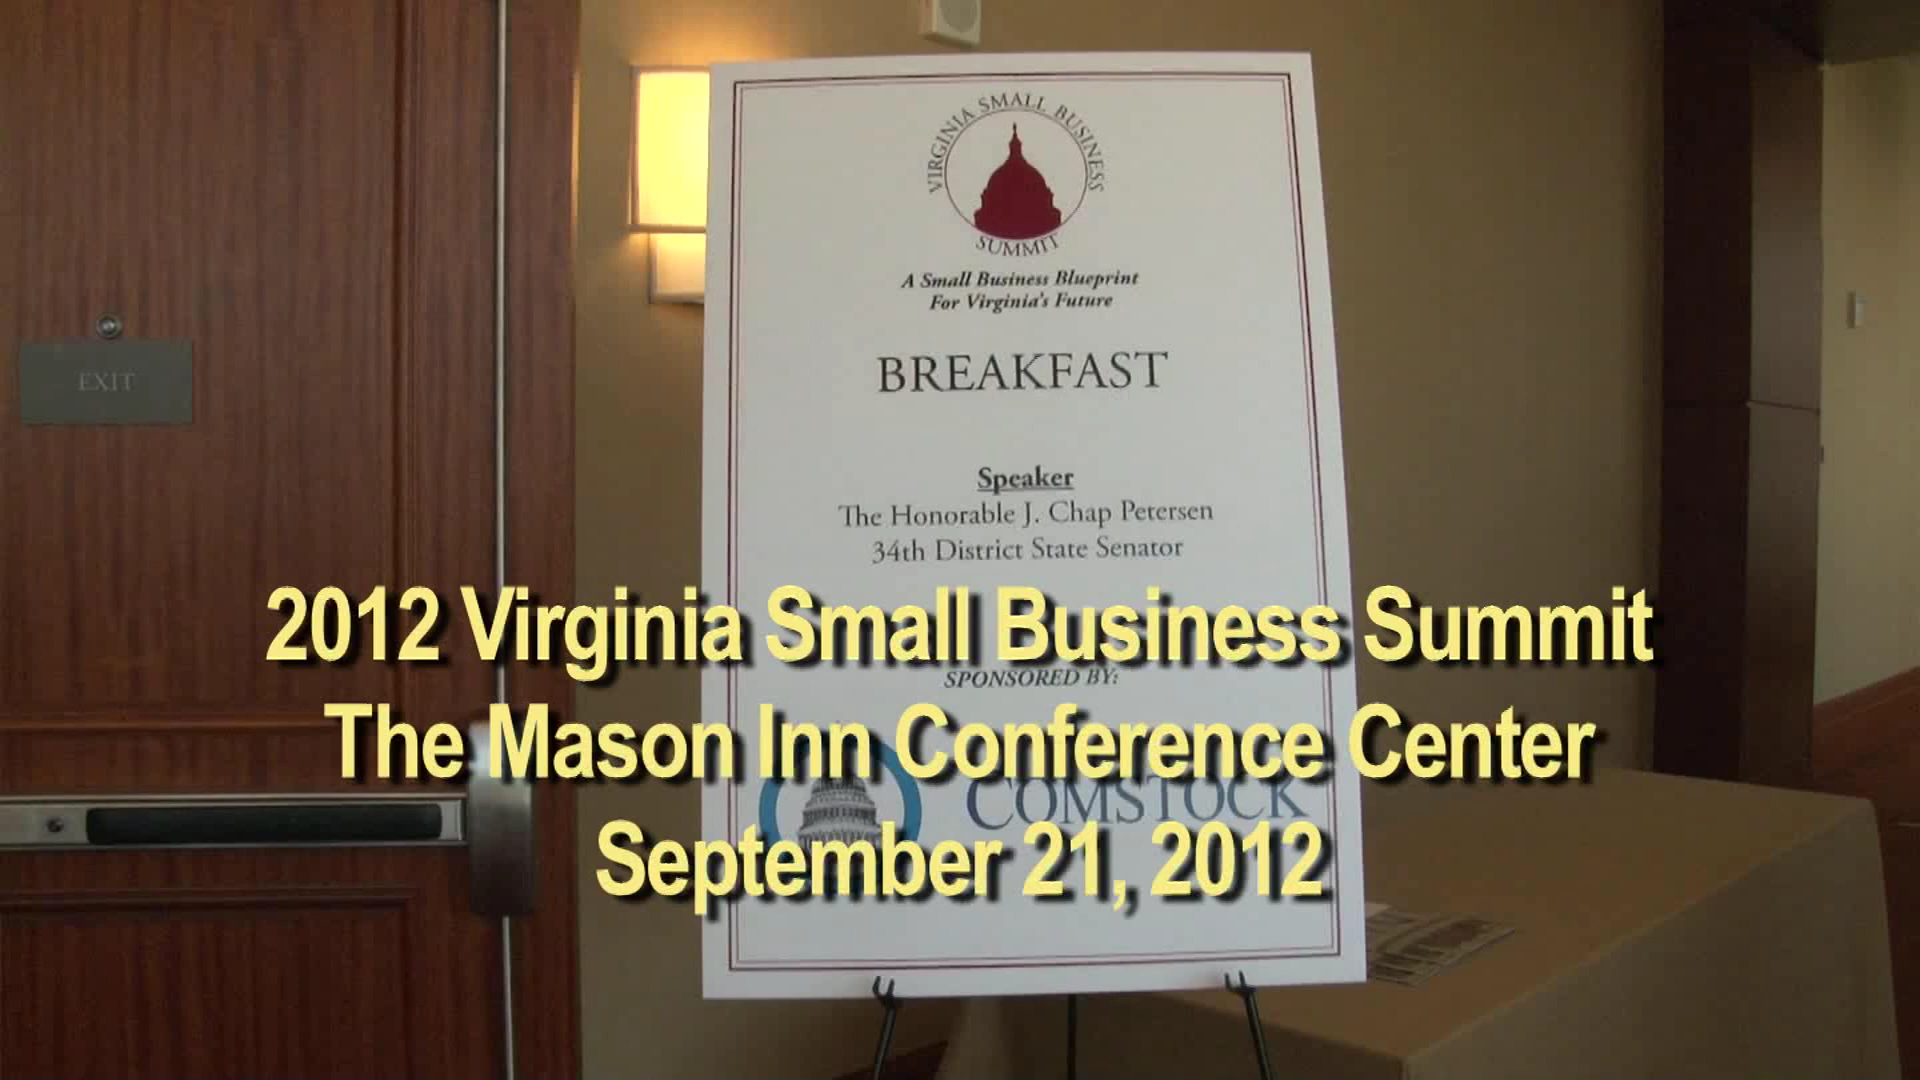 VIRGINIA SMALL BUSINESS
SUMMIT
A Small Business Blueprint
For Virginia's Future
BREAKFAST
EXIT
Speaker
The Honorable J. Chap Petersen
34th District State Senator
2012 Virginia Small Business Summit
SPONSORED BY:
The Mason Inn Conference Center
COMSTOCK
September 21, 2012